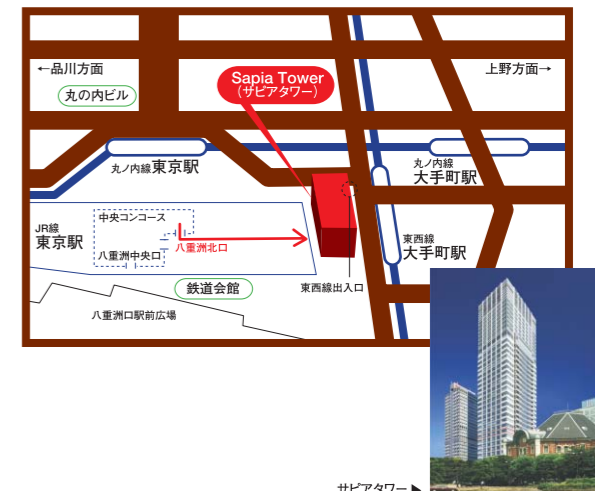 ←品川方面
上野方面→
丸の内ビル
Sapia Tower
(サピアタワー)
丸ノ内線東京駅
丸ノ内線
大手町駅
JR線
東京駅
中央コンコース
八重洲中央口
八重洲北口
東西線
大手町駅
鉄道会館
東西線出入口
八重洲口駅前広場
サピアタワー▶